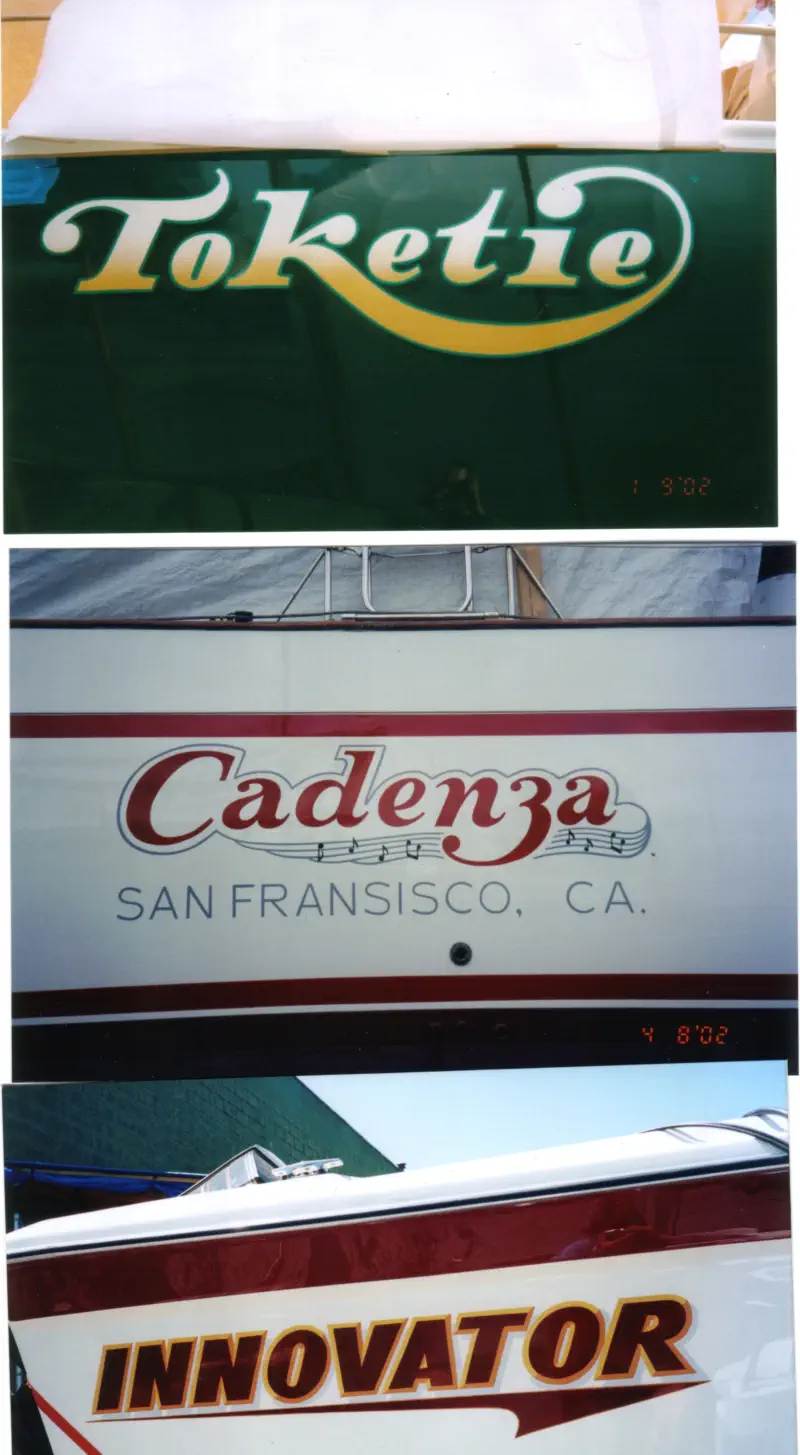 Toketie
1 9'02
Cadenza
SAN FRANSISCO, CA.
4 8'02
INNOVATOR